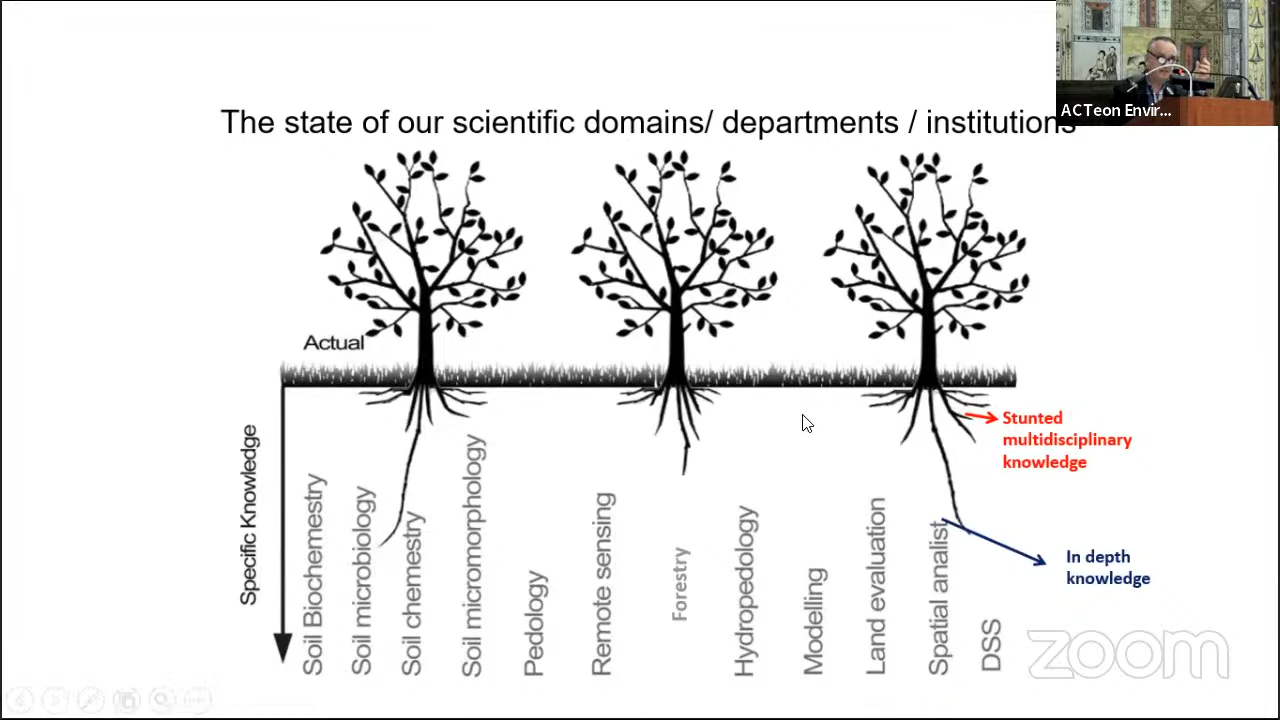 ACTeon Envir...
The state of our scientific domains/ departments / institutions
Actual
Specific Knowledge
Stunted
multidisciplinary
knowledge
In depth
knowledge
Soil Biochemestry
Soil microbiology
Soil chemestry
Soil micromorphology
Pedology
Remote sensing
Forestry
Hydropedology
Modelling
Land evaluation
Spatial analist
DSS
zoom